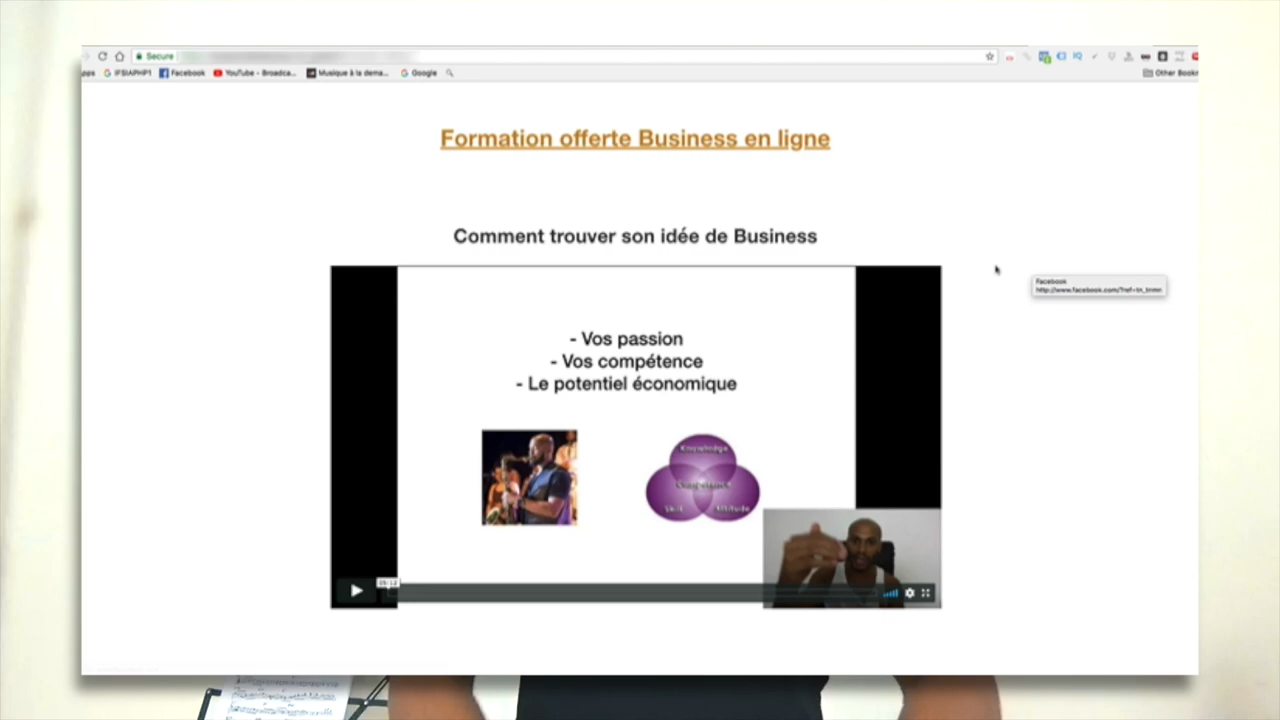 Secure
IFSIAPHP1 Facebook YouTube - Broadca... Musique à la dema... Google
Other Bookm
Formation offerte Business en ligne
Comment trouver son idée de Business
Facebook
- Vos passion
- Vos compétence
- Le potentiel économique
Knowledge
Skill Attitude